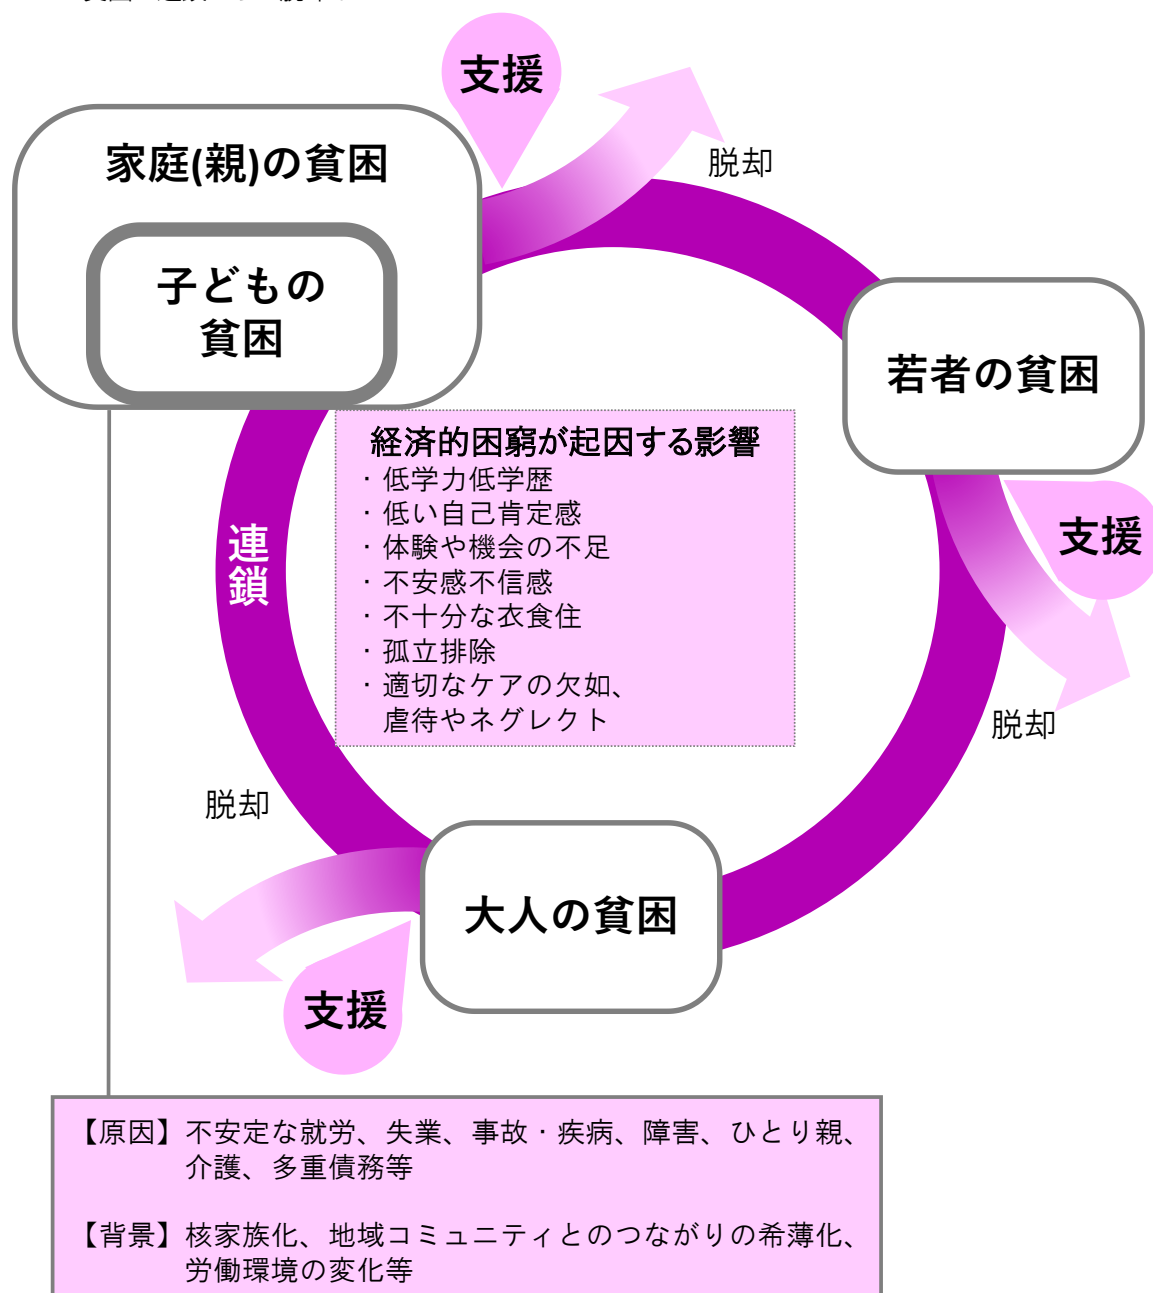 支援
脱却
家庭(親)の貧困
子どもの
貧困
若者の貧困
経済的困窮が起因する影響
・低学力低学歴
・低い自己肯定感
・体験や機会の不足
・不安感不信感
・不十分な衣食住
・孤立排除
・適切なケアの欠如、
虐待やネグレクト
連鎖
支援
脱却
脱却
大人の貧困
支援
【原因】不安定な就労、失業、事故・疾病、障害、ひとり親、
介護、多重債務等
【背景】核家族化、地域コミュニティとのつながりの希薄化、
労働環境の変化等